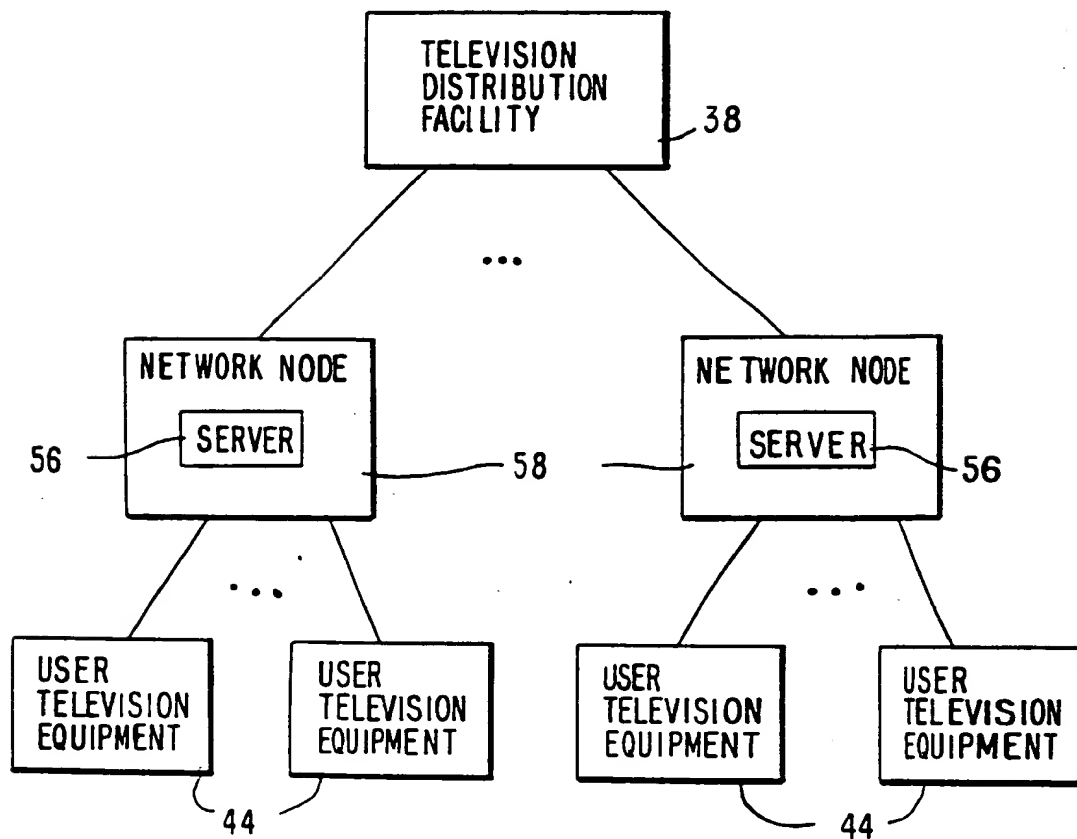 TELEVISION
DISTRIBUTION
FACILITY
38
NETWORK NODE
SERVER
56
58
NETWORK NODE
SERVER
56
USER
TELEVISION
EQUIPMENT
USER
TELEVISION
EQUIPMENT
44
USER
TELEVISION
EQUIPMENT
USER
TELEVISION
EQUIPMENT
44